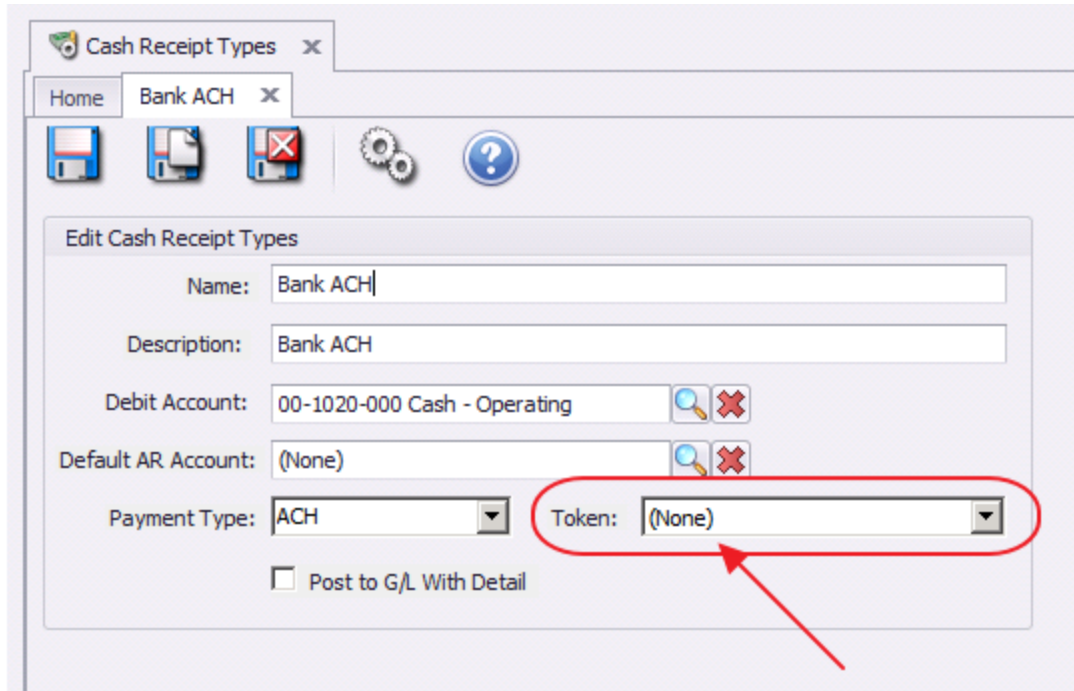 Cash Receipt Types
Home Bank ACH
Edit Cash Receipt Types
Name: Bank ACH
Description: Bank ACH
Debit Account: 00-1020-000 Cash - Operating
Default AR Account: (None)
Payment Type: ACH Token: (None)
Post to G/L With Detail